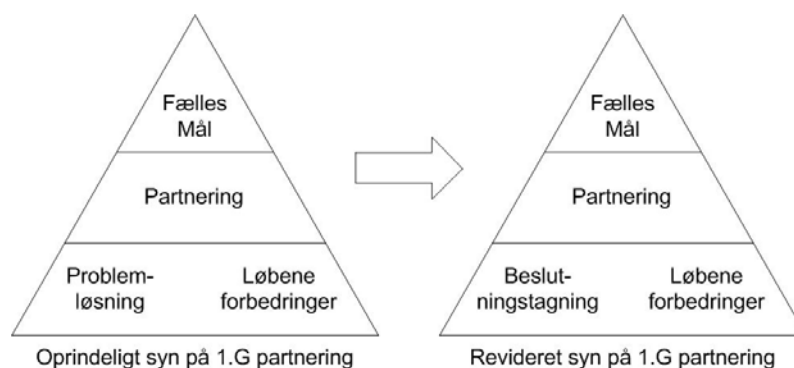 Fælles
Mål
Partnering
Problem-
løsning
Løbene
forbedringer
Oprindeligt syn på 1.G partnering
Fælles
Mål
Partnering
Beslut-
ningstagning
Løbene
forbedringer
Revideret syn på 1.G partnering